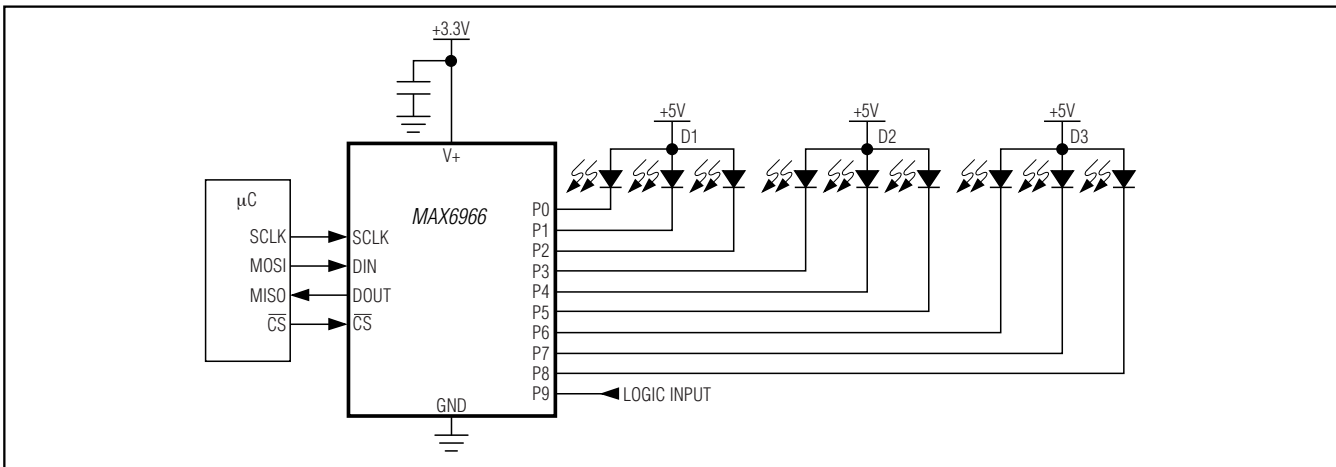 +3.3V
+5V
D1
+5V
D2
+5V
D3
V+
µC
MAX6966
SCLK
SCLK
MOSI
DIN
MISO
DOUT
CS
CS
P0
P1
P2
P3
P4
P5
P6
P7
P8
P9
LOGIC INPUT
GND